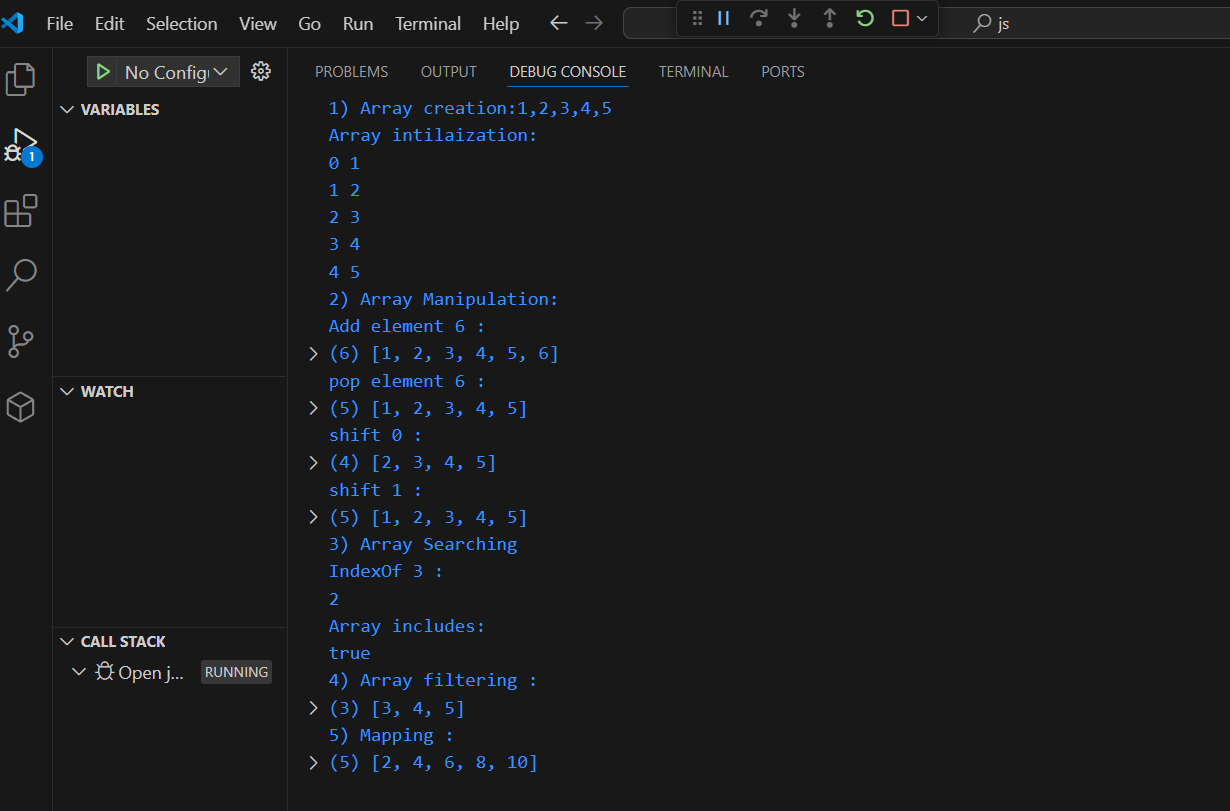 File Edit Selection View Go Run Terminal Help
js
No Config
PROBLEMS OUTPUT DEBUG CONSOLE TERMINAL PORTS
VARIABLES
1
WATCH
CALL STACK
Open j... RUNNING
1) Array creation:1,2,3,4,5
Array intilaization:
0 1
1 2
2 3
3 4
4 5
2) Array Manipulation:
Add element 6 :
(6) [1, 2, 3, 4, 5, 6]
pop element 6 :
(5) [1, 2, 3, 4, 5]
shift 0 :
(4) [2, 3, 4, 5]
shift 1 :
(5) [1, 2, 3, 4, 5]
3) Array Searching
IndexOf 3 :
2
Array includes:
true
4) Array filtering :
(3) [3, 4, 5]
5) Mapping :
(5) [2, 4, 6, 8, 10]